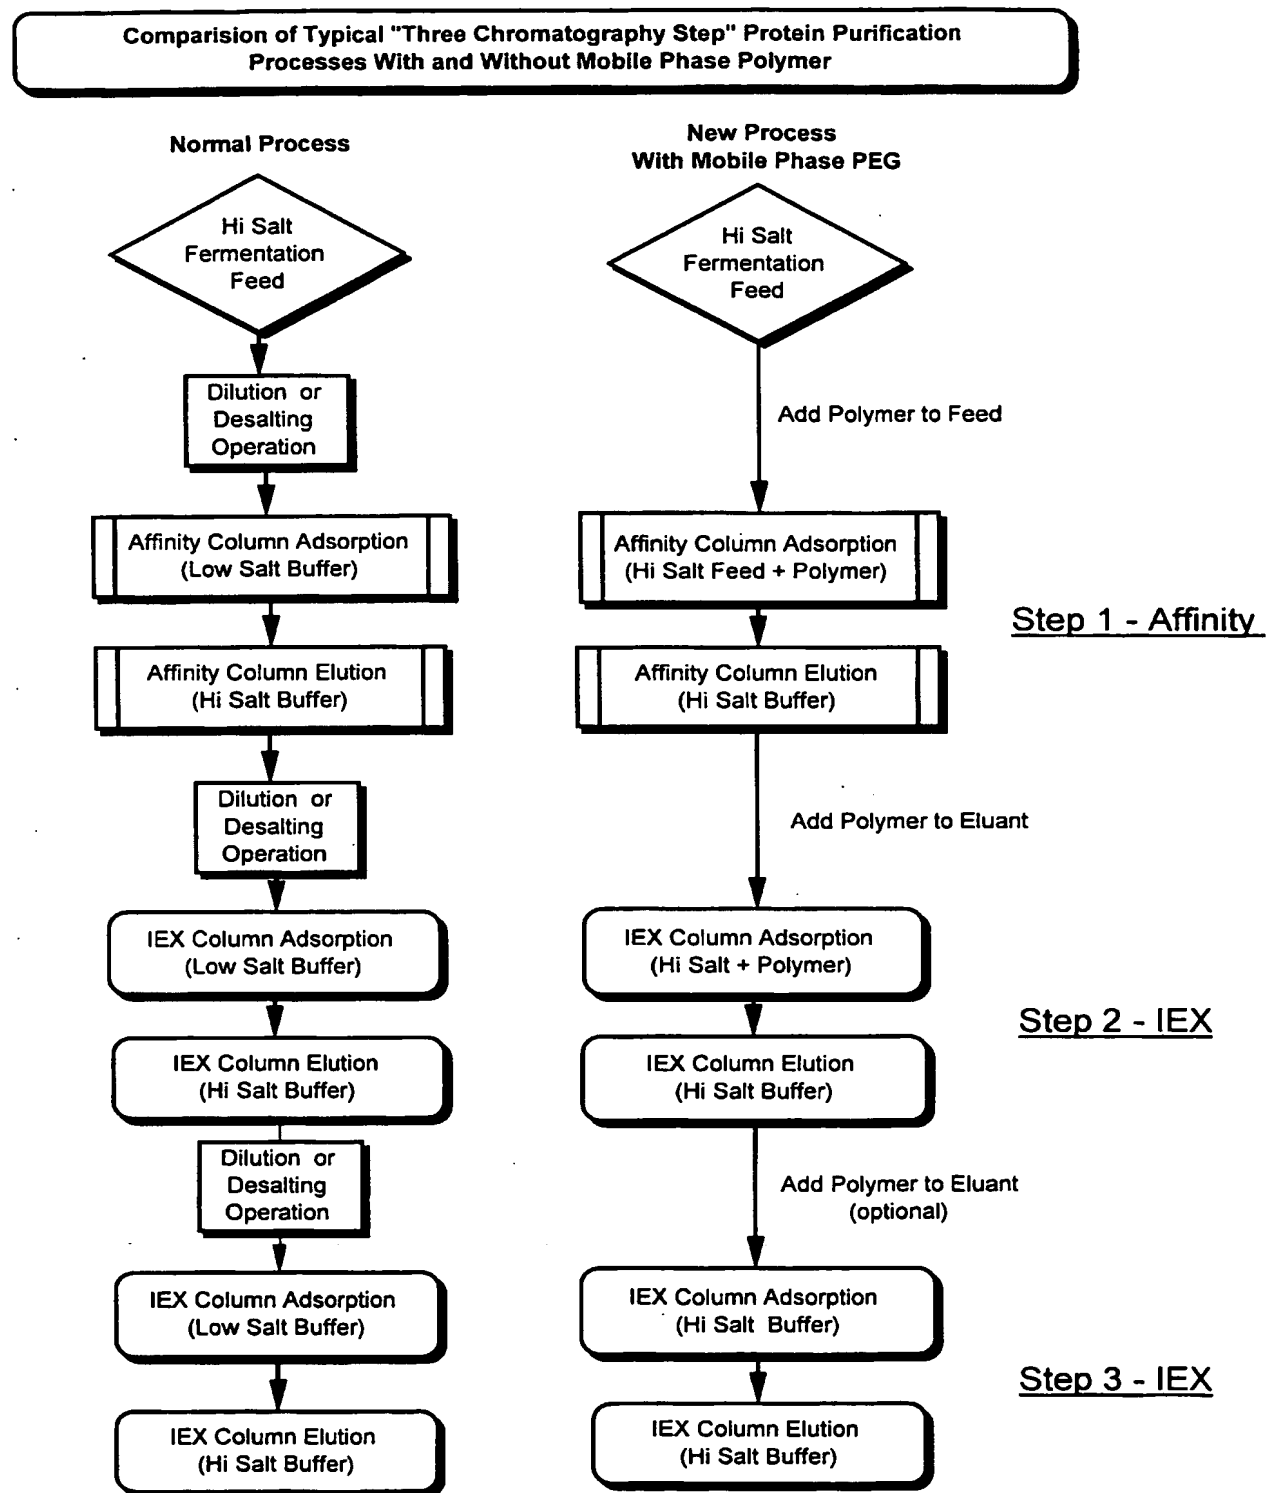 Comparision of Typical "Three Chromatography Step" Protein Purification
Processes With and Without Mobile Phase Polymer
Normal Process
Hi Salt
Fermentation
Feed
Dilution or
Desalting
Operation
Affinity Column Adsorption
(Low Salt Buffer)
Affinity Column Elution
(Hi Salt Buffer)
Dilution or
Desalting
Operation
IEX Column Adsorption
(Low Salt Buffer)
IEX Column Elution
(Hi Salt Buffer)
Dilution or
Desalting
Operation
IEX Column Adsorption
(Low Salt Buffer)
IEX Column Elution
(Hi Salt Buffer)
New Process
With Mobile Phase PEG
Hi Salt
Fermentation
Feed
Add Polymer to Feed
Affinity Column Adsorption
(Hi Salt Feed + Polymer)
Affinity Column Elution
(Hi Salt Buffer)
Add Polymer to Eluant
IEX Column Adsorption
(Hi Salt + Polymer)
IEX Column Elution
(Hi Salt Buffer)
Add Polymer to Eluant
(optional)
IEX Column Adsorption
(Hi Salt Buffer)
IEX Column Elution
(Hi Salt Buffer)
Step 1 - Affinity
Step 2 - IEX
Step 3 - IEX